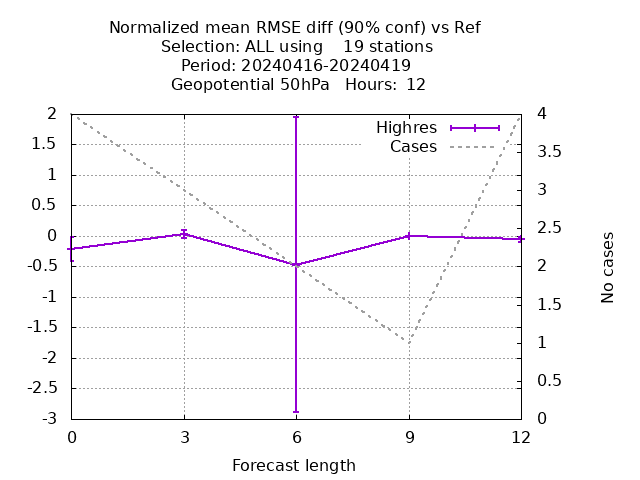 Normalized mean RMSE diff (90% conf) vs Ref
Selection: ALL using    19 stations
Period: 20240416-20240419
Geopotential 50hPa   Hours:  12
Highres
Cases
2
1.5
1
0.5
0
-0.5
-1
-1.5
-2
-2.5
-3
4
3.5
3
2.5
2
1.5
1
0.5
0
No cases
0 3 6 9 12
Forecast length